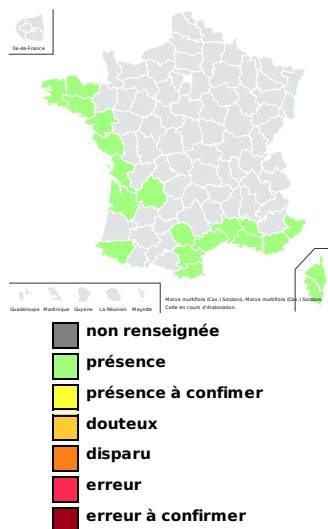 Île-de-France
Guadeloupe Martinique Guyane La Réunion Mayotte
Malva multiflora (Cav.) Soldano, Malva multiflora (Cav.) Soldano
Carte en cours d'élaboration.
non renseignée
présence
présence à confimer
douteux
disparu
erreur
erreur à confirmer